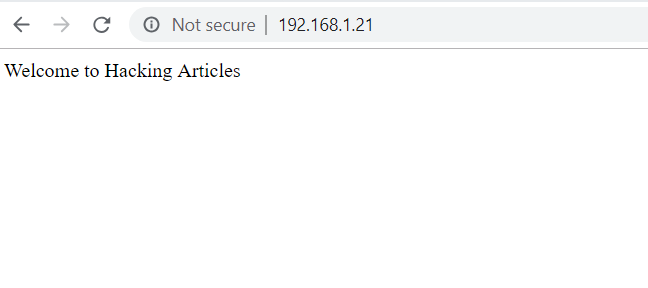 Not secure | 192.168.1.21
Welcome to Hacking Articles